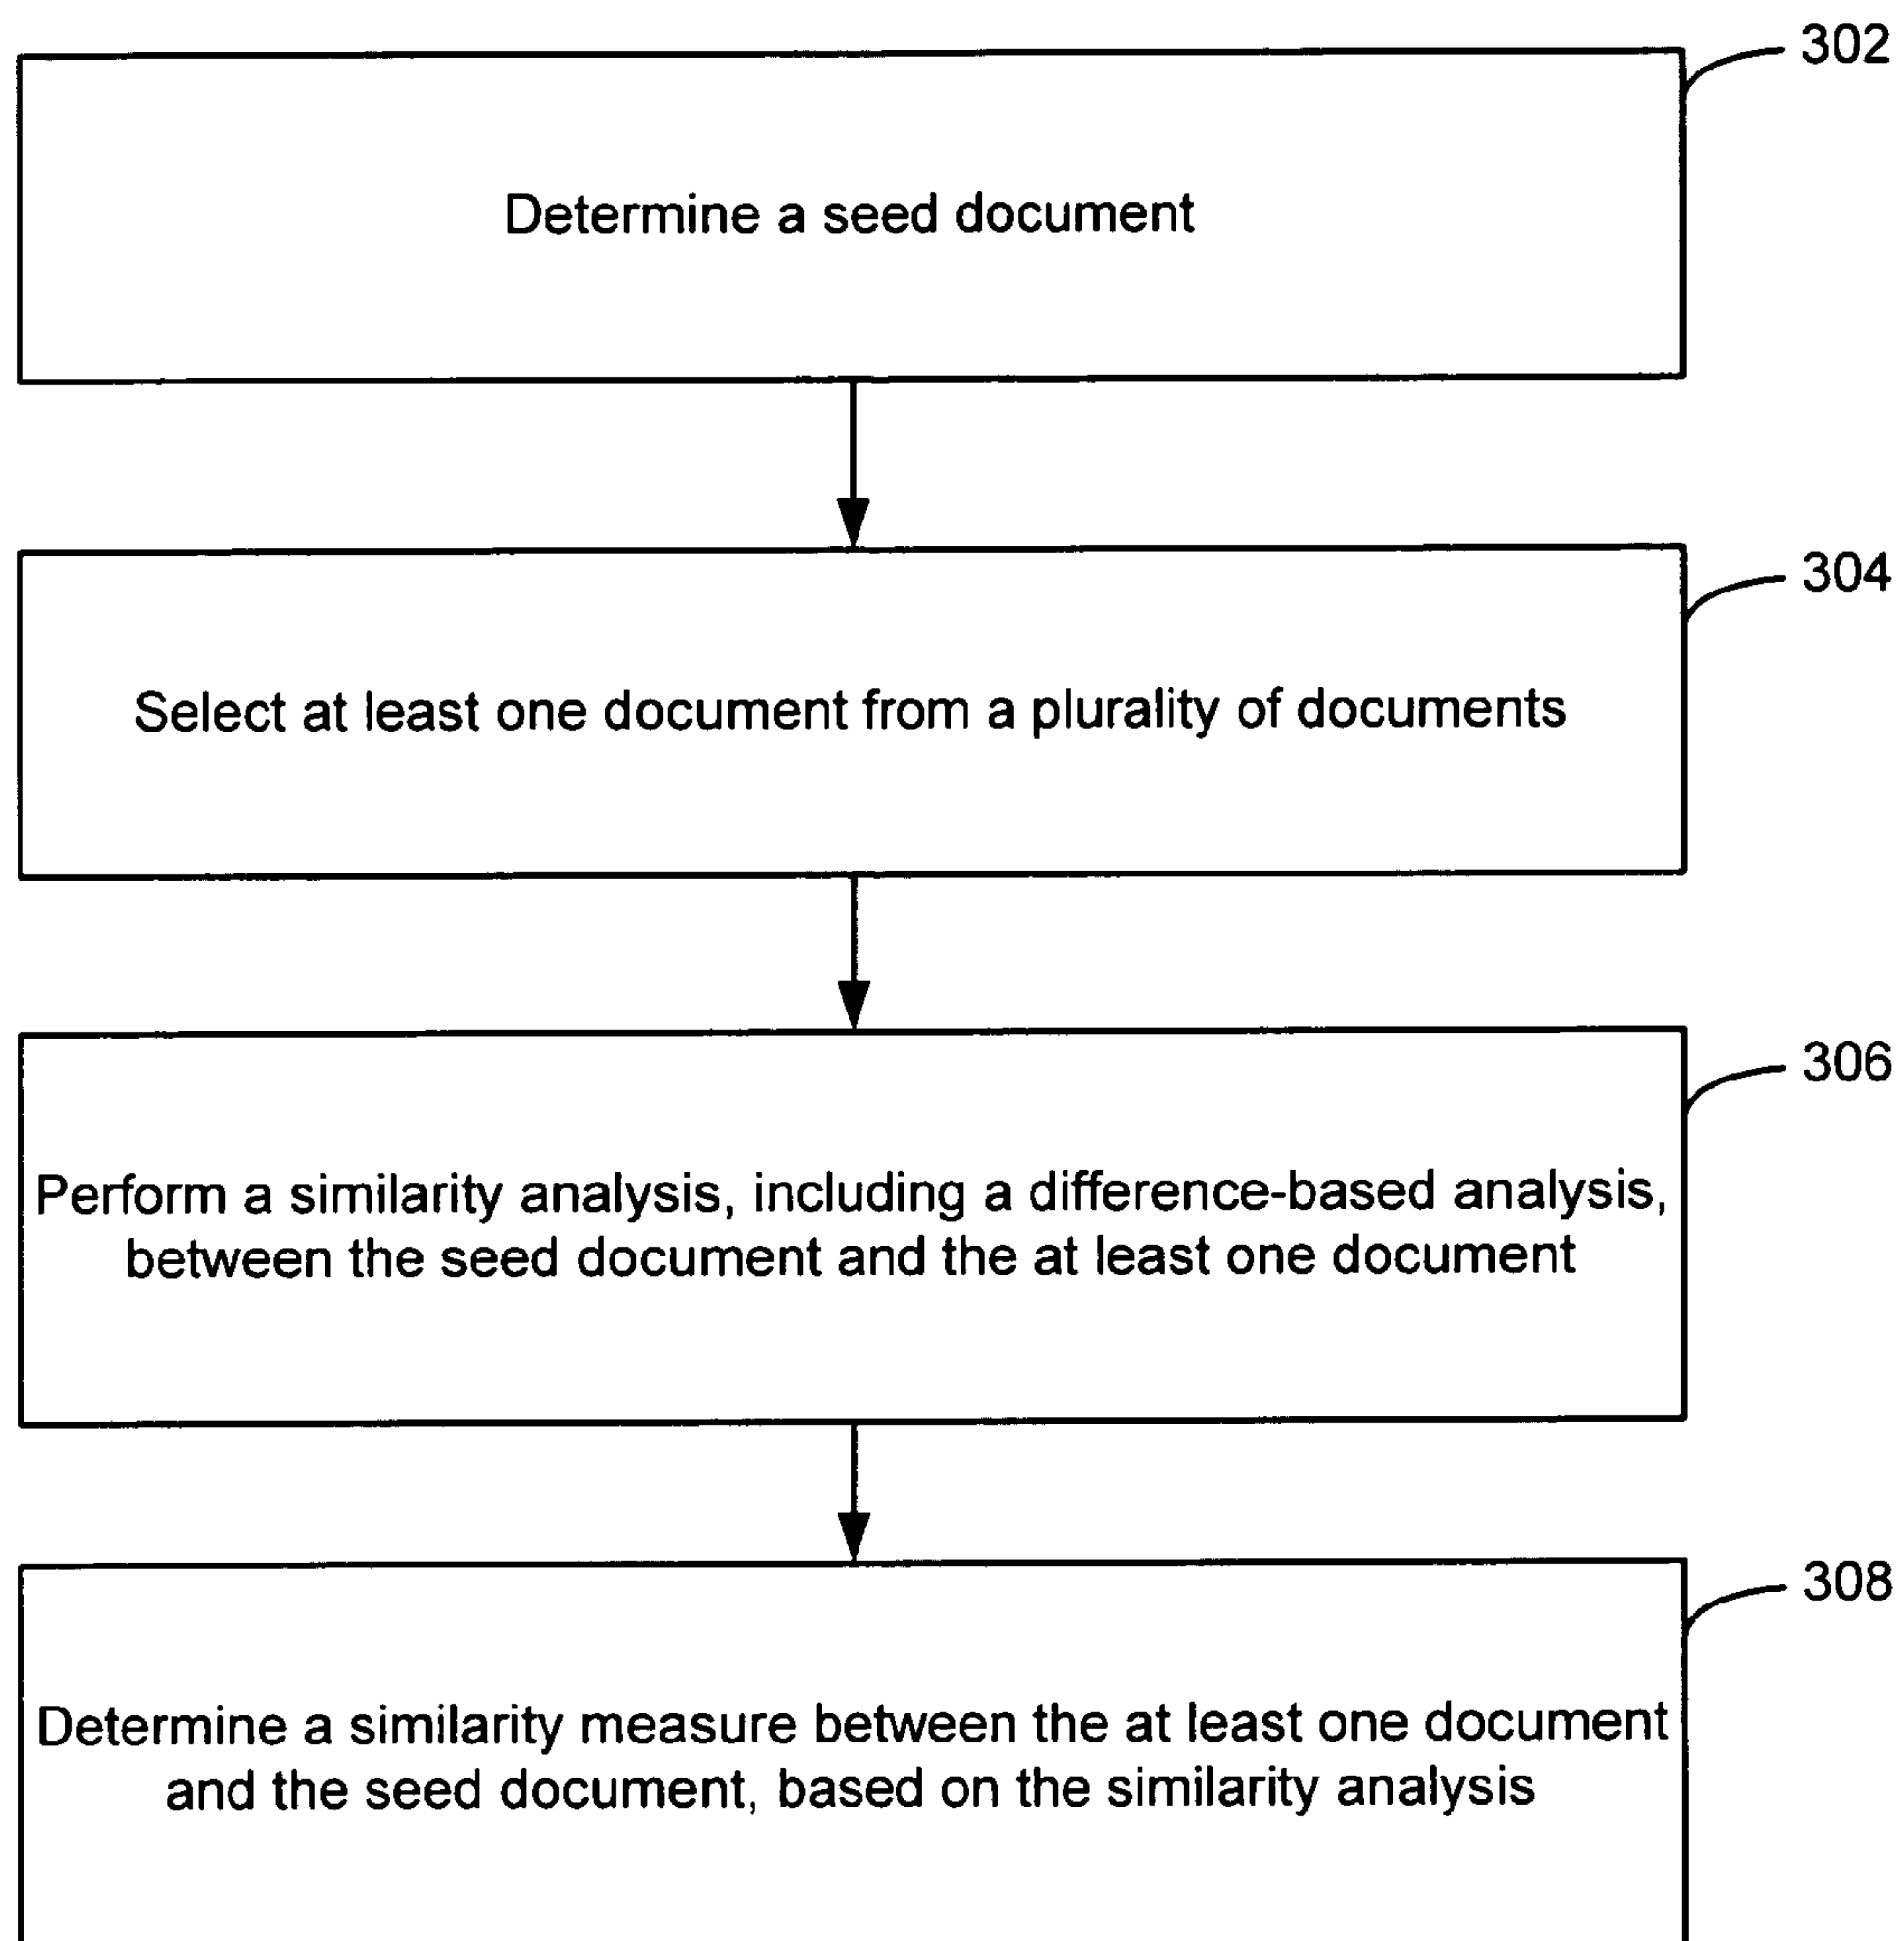 302
Determine a seed document
304
Select at least one document from a plurality of documents
306
Perform a similarity analysis, including a difference-based analysis,
between the seed document and the at least one document
308
Determine a similarity measure between the at least one document
and the seed document, based on the similarity analysis